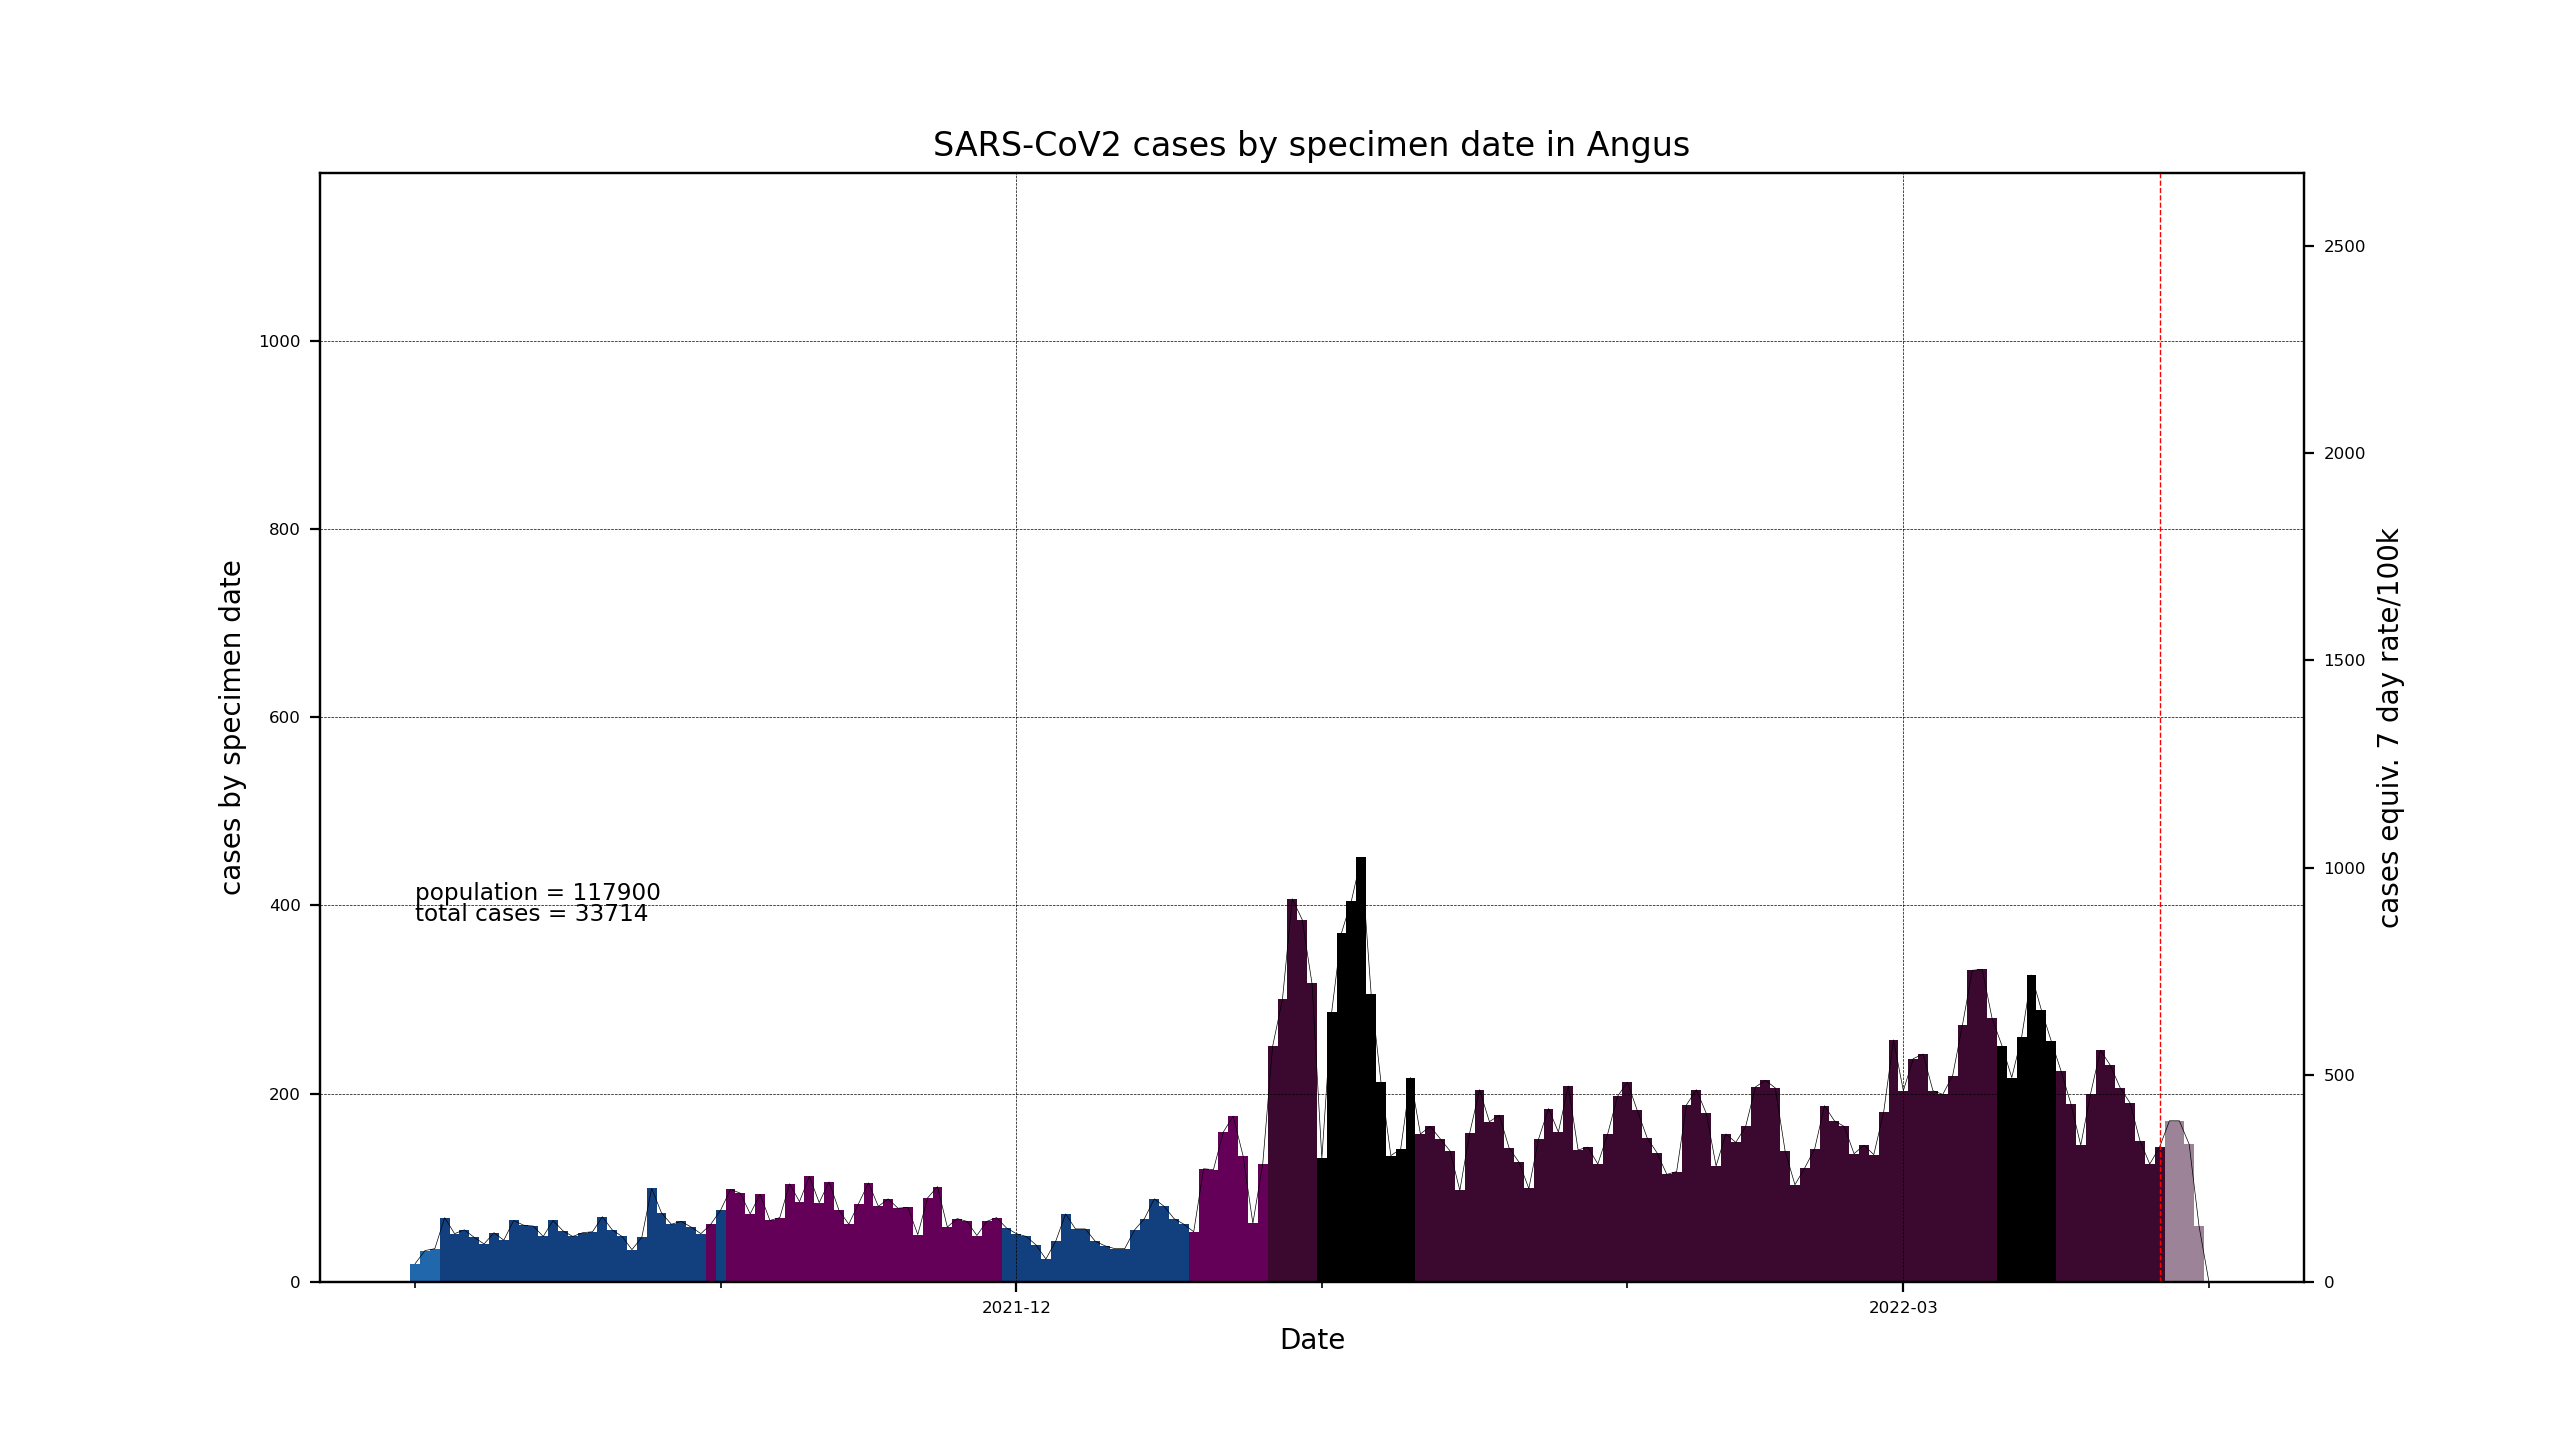 SARS-CoV2 cases by specimen date in Angus
cases by specimen date
1000
800
600
400
200
0
population = 117900
total cases = 33714
2500
2000
1500
1000
500
0
cases equiv. 7 day rate/100k
2021-12
2022-03
Date